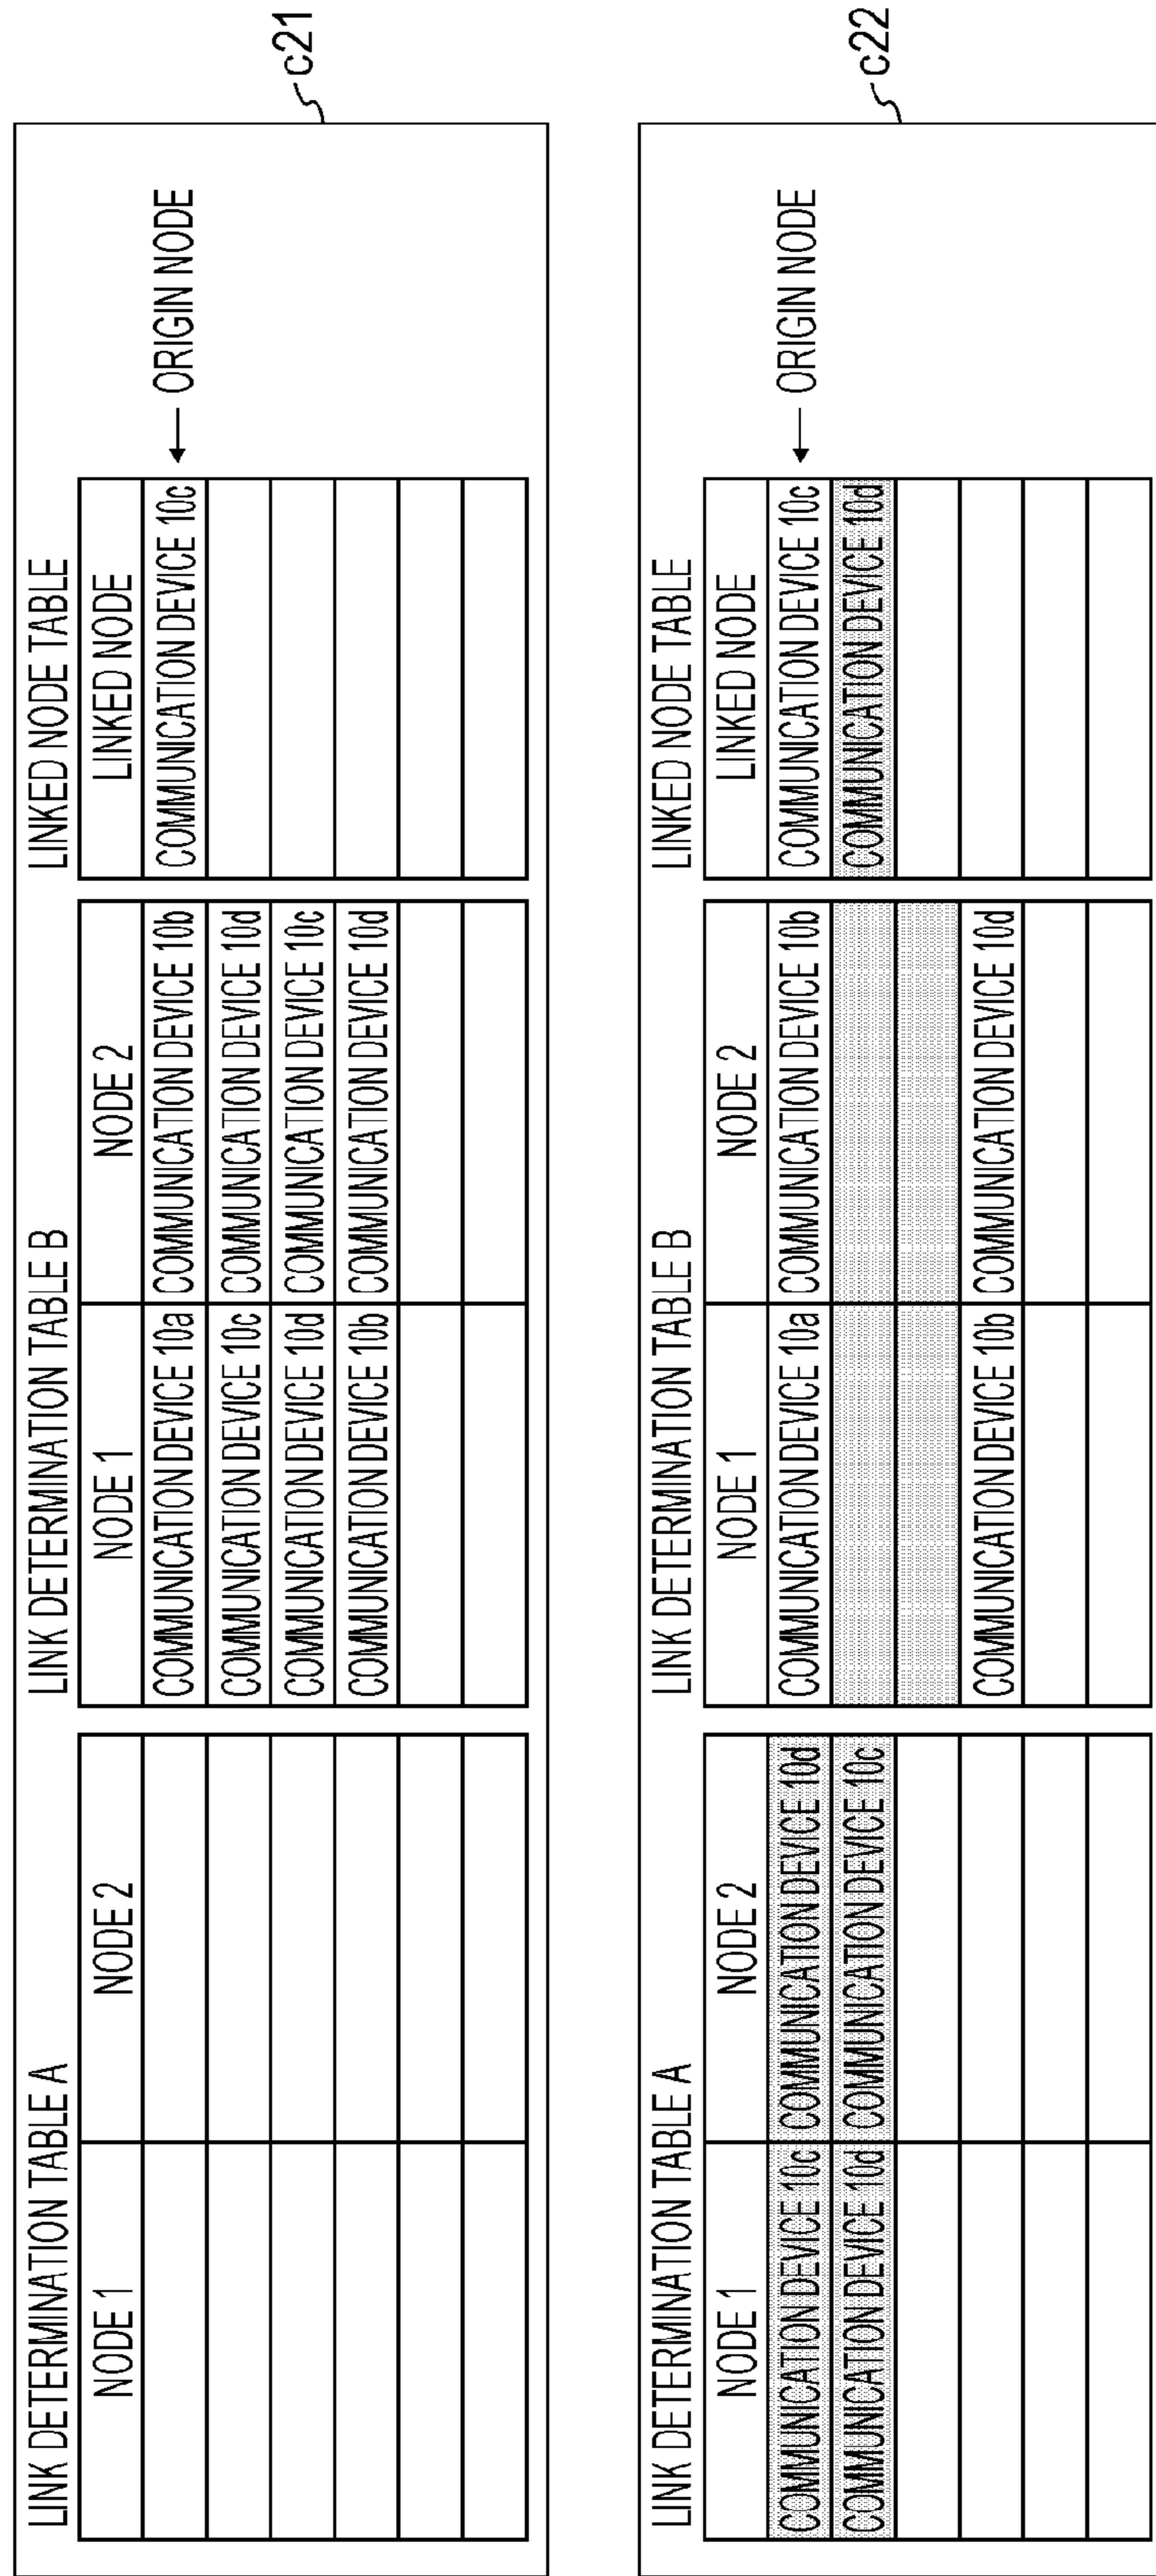 LINK DETERMINATION TABLE A LINK DETERMINATION TABLE B LINKED NODE TABLE
NODE 1 NODE 2 NODE 1 NODE 2 LINKED NODE
COMMUNICATION DEVICE 10a COMMUNICATION DEVICE 10b COMMUNICATION DEVICE 10c ORIGIN NODE
COMMUNICATION DEVICE 10c COMMUNICATION DEVICE 10d
COMMUNICATION DEVICE 10d COMMUNICATION DEVICE 10c
COMMUNICATION DEVICE 10b COMMUNICATION DEVICE 10d
c21
LINK DETERMINATION TABLE A LINK DETERMINATION TABLE B LINKED NODE TABLE
NODE 1 NODE 2 NODE 1 NODE 2 LINKED NODE
COMMUNICATION DEVICE 10c COMMUNICATION DEVICE 10d COMMUNICATION DEVICE 10a COMMUNICATION DEVICE 10b COMMUNICATION DEVICE 10c ORIGIN NODE
COMMUNICATION DEVICE 10d COMMUNICATION DEVICE 10c COMMUNICATION DEVICE 10d
COMMUNICATION DEVICE 10b COMMUNICATION DEVICE 10d
c22